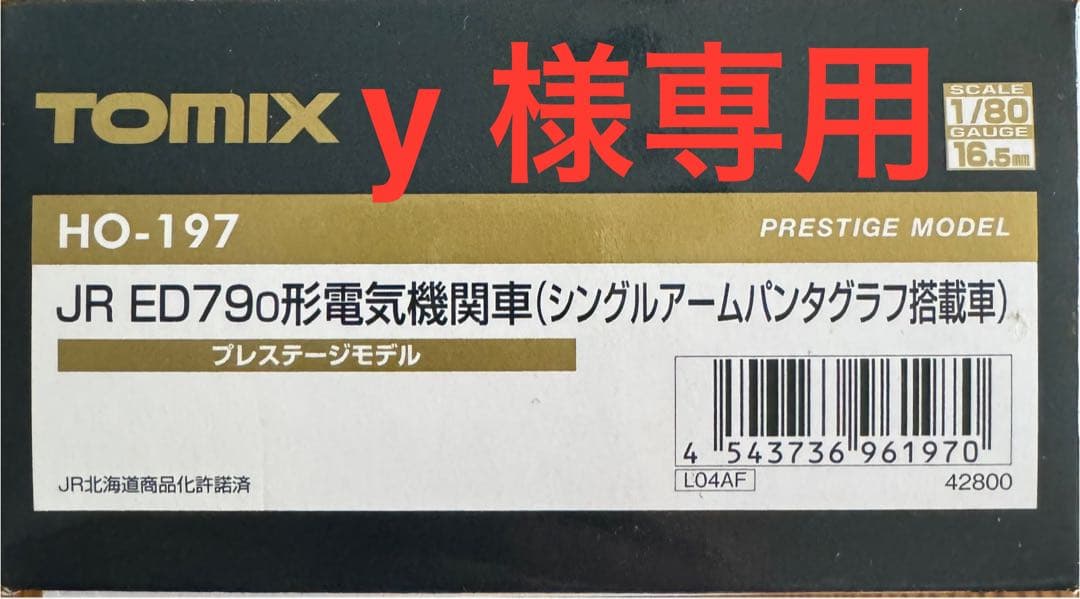 TOMIX
y 様専用
SCALE
1/80
GAUGE
16.5mm
HO-197
PRESTIGE MODEL
JR ED790形電気機関車(シングルアームパンタグラフ搭載車)
プレステージモデル
4 543736 961970
L04AF
42800
JR北海道商品化許諾済